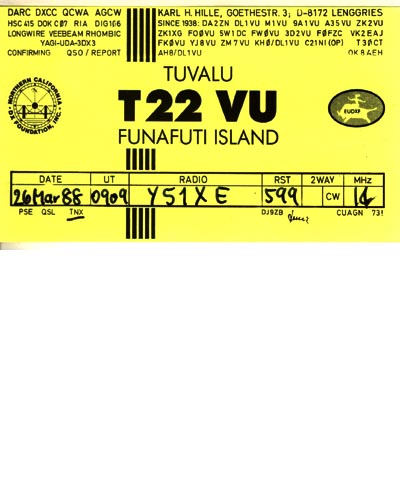 DARC DXCC QCWA AGCW
HSC 415 DOK C07 RIA DIG166
LONGWIRE VEEBEAM RHOMBIC
YAGI-UDA-3DX3
CONFIRMING QSO / REPORT
KARL H. HILLE, GOETHESTR. 3; D-8172 LENGGRIES
SINCE 1938: DA2ZN DL1VU M1VU 9A1VU A35VU ZK2VU
ZK1XG FO0VU 5W1DC FW0VU 3D2VU F0FZC VK2EAJ
FK0VU YJ8VU ZM7VU KH0/DL1VU C21NI(OP) T30CT
AH8/DL1VU OK8AEH
NORTHERN CALIFORNIA
DX FOUNDATION, INC.
TUVALU
T22 VU
FUNAFUTI ISLAND
EUDXF
DATE UT RADIO RST 2WAY MHz
26 Mar 88 0909 Y51XE 599 CW 14
PSE QSL TNX DJ9ZB CUAGN 73!